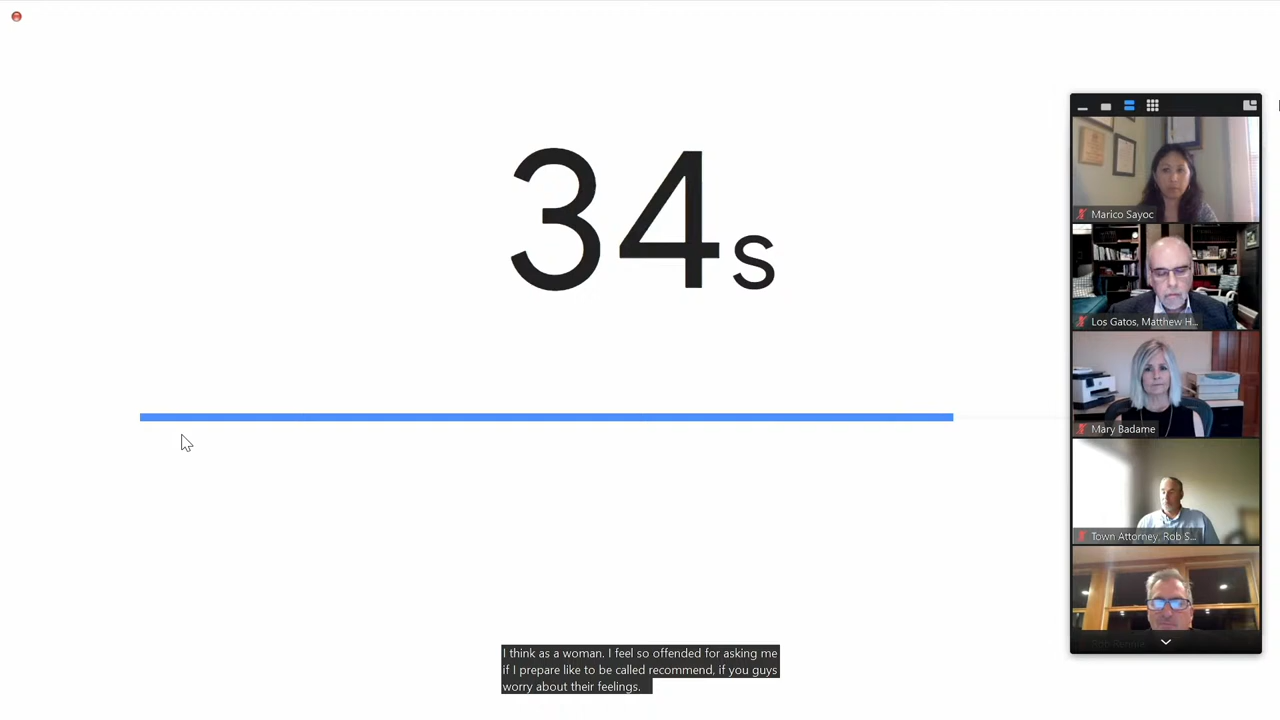 34s
Marico Sayoc
Los Gatos, Matthew H...
Mary Badame
Town Attorney, Rob S...
I think as a woman. I feel so offended for asking me
if I prepare like to be called recommend, if you guys
worry about their feelings.